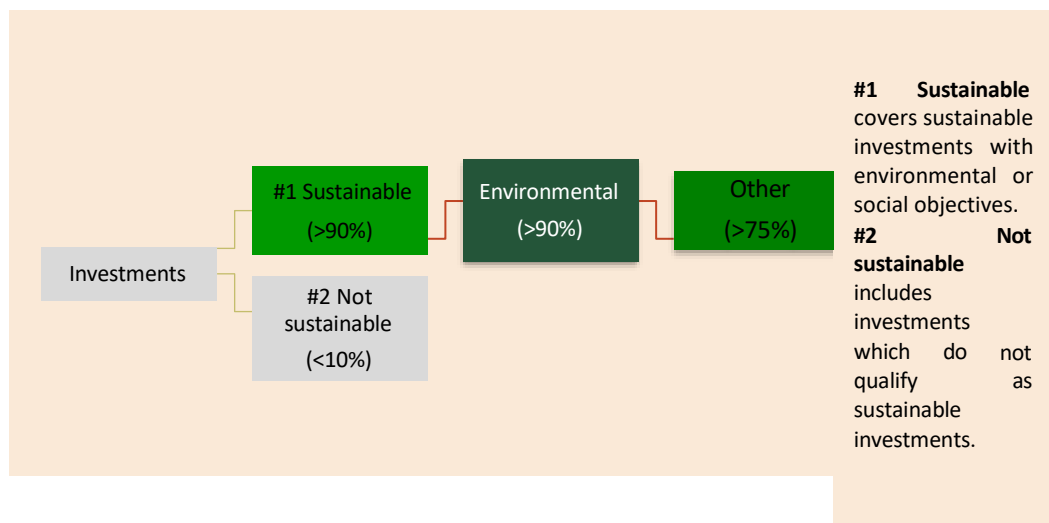 Investments
#1 Sustainable
(>90%)
#2 Not
sustainable
(<10%)
Environmental
(>90%)
Other
(>75%)
#1 Sustainable
covers sustainable
investments with
environmental or
social objectives.
#2 Not
sustainable
includes
investments
which do not
qualify as
sustainable
investments.